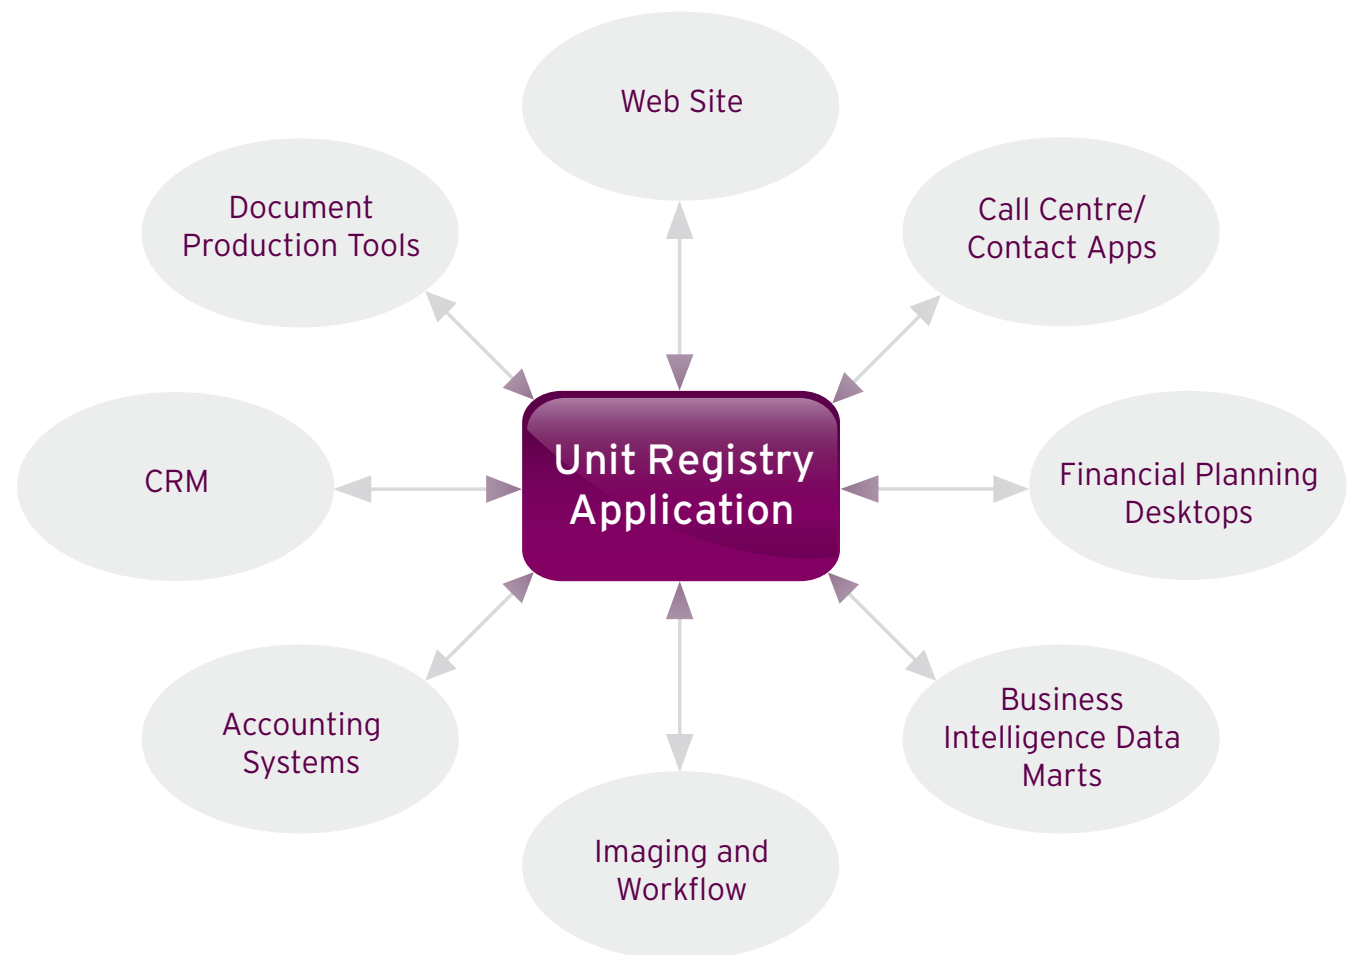 Web Site
Document
Production Tools
Call Centre/
Contact Apps
CRM
Unit Registry
Application
Financial Planning
Desktops
Accounting
Systems
Business
Intelligence Data
Marts
Imaging and
Workflow